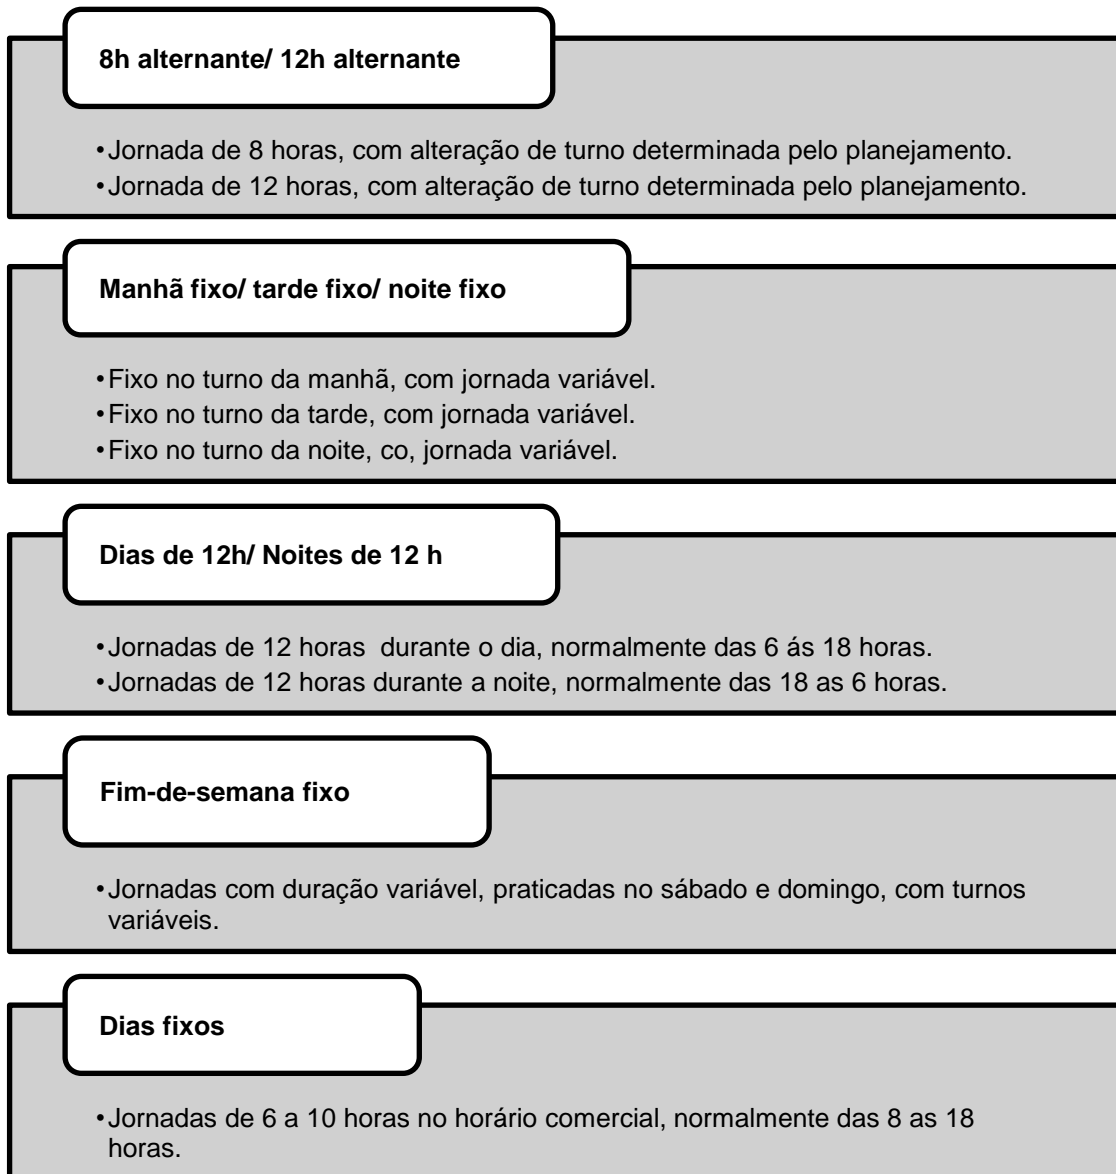 8h alternante/ 12h alternante
•Jornada de 8 horas, com alteração de turno determinada pelo planejamento.
•Jornada de 12 horas, com alteração de turno determinada pelo planejamento.
Manhã fixo/ tarde fixo/ noite fixo
•Fixo no turno da manhã, com jornada variável.
•Fixo no turno da tarde, com jornada variável.
•Fixo no turno da noite, co, jornada variável.
Dias de 12h/ Noites de 12 h
•Jornadas de 12 horas  durante o dia, normalmente das 6 ás 18 horas.
•Jornadas de 12 horas durante a noite, normalmente das 18 as 6 horas.
Fim-de-semana fixo
•Jornadas com duração variável, praticadas no sábado e domingo, com turnos
variáveis.
Dias fixos
•Jornadas de 6 a 10 horas no horário comercial, normalmente das 8 as 18
horas.